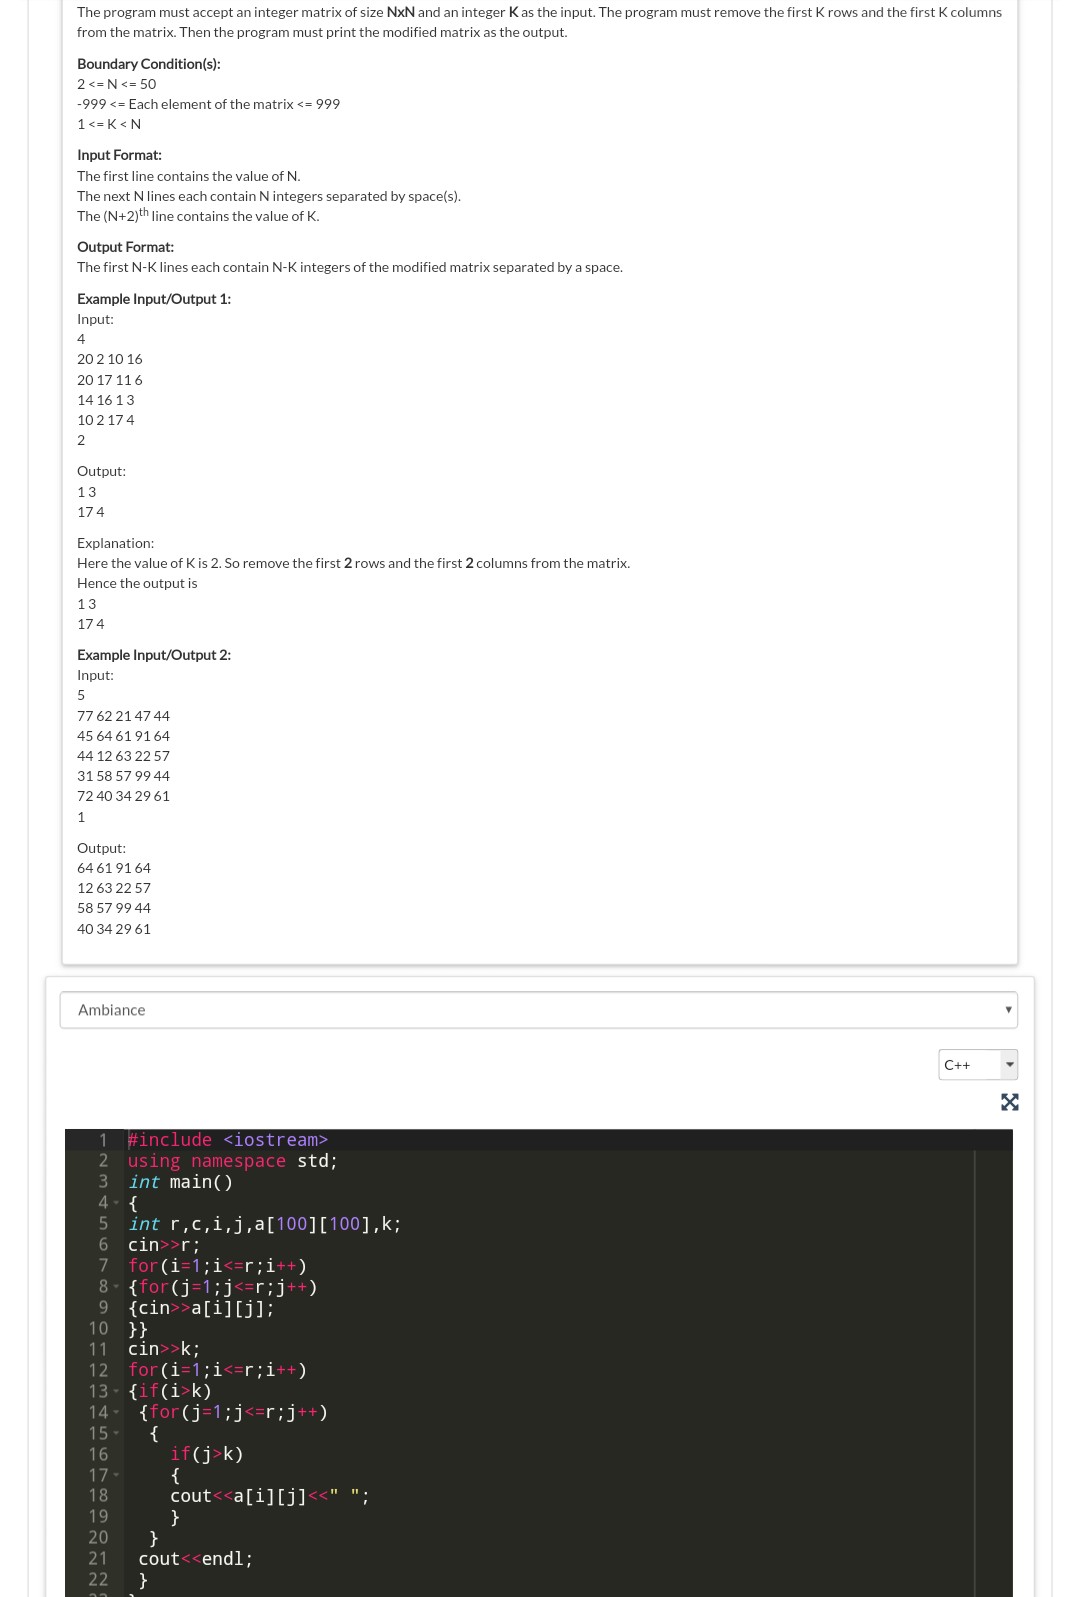 The program must accept an integer matrix of size NxN and an integer K as the input. The program must remove the first K rows and the first K columns
from the matrix. Then the program must print the modified matrix as the output.
Boundary Condition(s):
2 <= N <= 50
-999 <= Each element of the matrix <= 999
1 <= K < N
Input Format:
The first line contains the value of N.
The next N lines each contain N integers separated by space(s).
The (N+2)th line contains the value of K.
Output Format:
The first N-K lines each contain N-K integers of the modified matrix separated by a space.
Example Input/Output 1:
Input:
4
20 2 10 16
20 17 11 6
14 16 1 3
10 2 17 4
2
Output:
1 3
17 4
Explanation:
Here the value of K is 2. So remove the first 2 rows and the first 2 columns from the matrix.
Hence the output is
1 3
17 4
Example Input/Output 2:
Input:
5
77 62 21 47 44
45 64 61 91 64
44 12 63 22 57
31 58 57 99 44
72 40 34 29 61
1
Output:
64 61 91 64
12 63 22 57
58 57 99 44
40 34 29 61
Ambiance
C++
1 #include <iostream>
2 using namespace std;
3 int main()
4 {
5 int r,c,i,j,a[100][100],k;
6 cin>>r;
7 for(i=1;i<=r;i++)
8 {for(j=1;j<=r;j++)
9 {cin>>a[i][j];
10 }}
11 cin>>k;
12 for(i=1;i<=r;i++)
13 {if(i>k)
14 {for(j=1;j<=r;j++)
15 {
16 if(j>k)
17 {
18 cout<<a[i][j]<<" ";
19 }
20 }
21 cout<<endl;
22 }